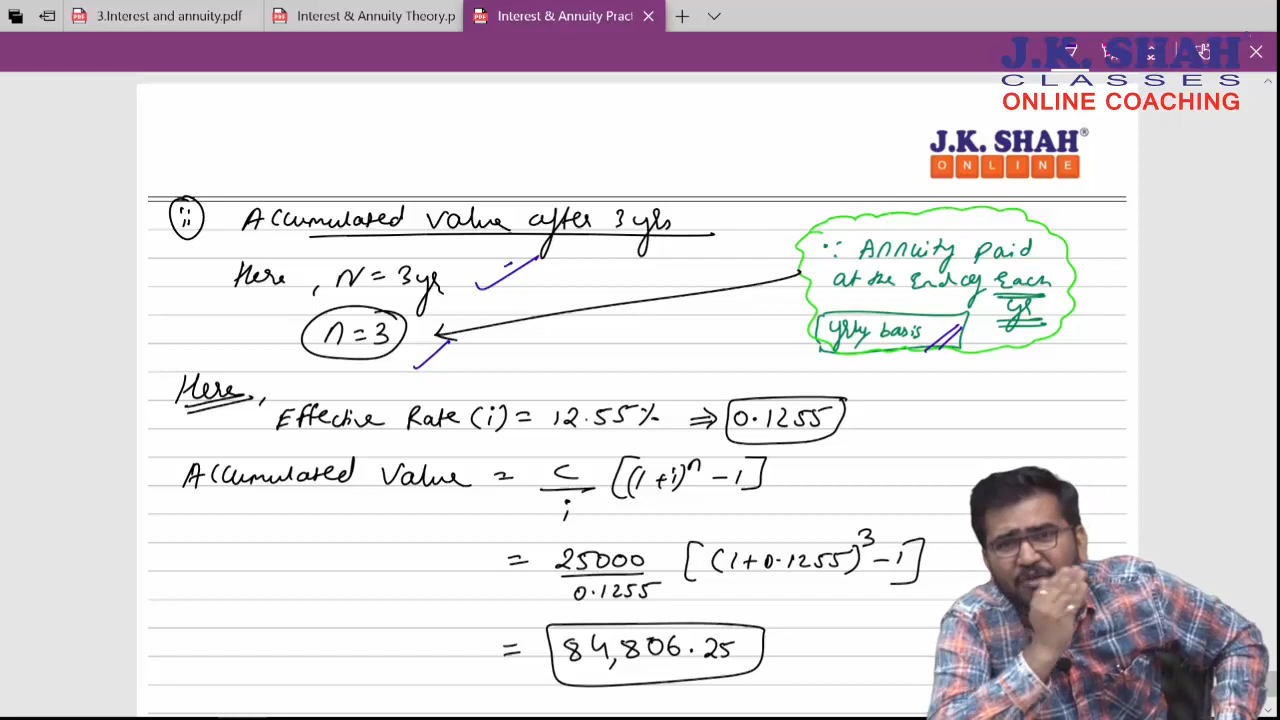 3.Interest and annuity.pdf
Interest & Annuity Theory.p
Interest & Annuity Pract
J.K. SHAH
CLASSES
ONLINE COACHING
J.K. SHAH®
ONLINE
ii Accumulated Value after 3 yrs
Here, N = 3 yr
n = 3
∵ Annuity paid
at the End of Each
yr
yrly basis
Here,
Effective Rate (i) = 12.55% ⇒ 0.1255
Accumulated Value = C/i [(1+i)^n - 1]
= 25000/0.1255 [(1+0.1255)^3 - 1]
= 84,806.25